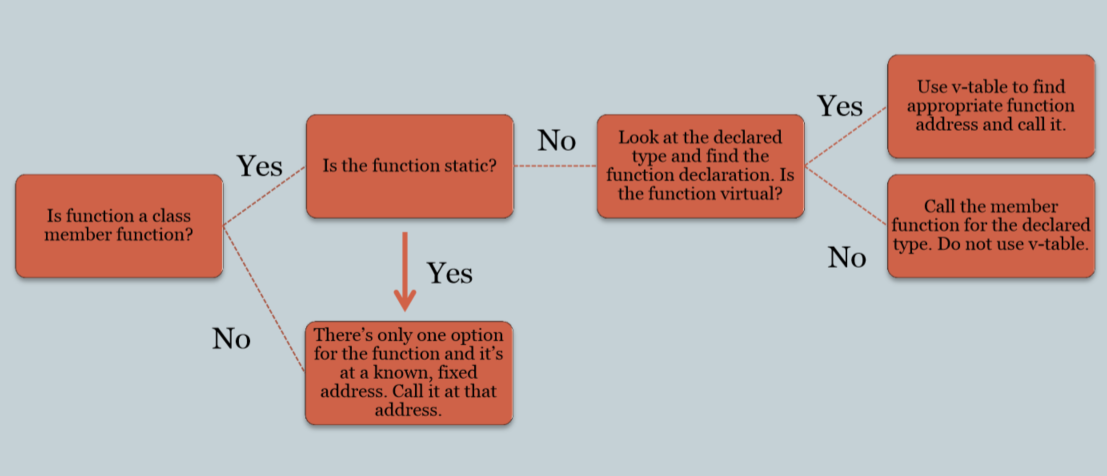 Is function a class
member function?
Yes
No
Is the function static?
Yes
There's only one option
for the function and it's
at a known, fixed
address. Call it at that
address.
No
Look at the declared
type and find the
function declaration. Is
the function virtual?
Yes
Use v-table to find
appropriate function
address and call it.
No
Call the member
function for the declared
type. Do not use v-table.